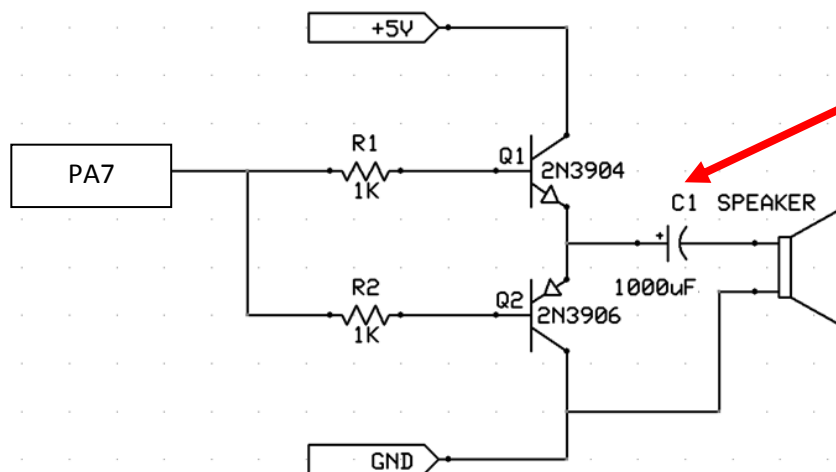 +5V
R1
1K
Q1
2N3904
PA7
C1 SPEAKER
+
1000uF
R2
1K
Q2
2N3906
GND